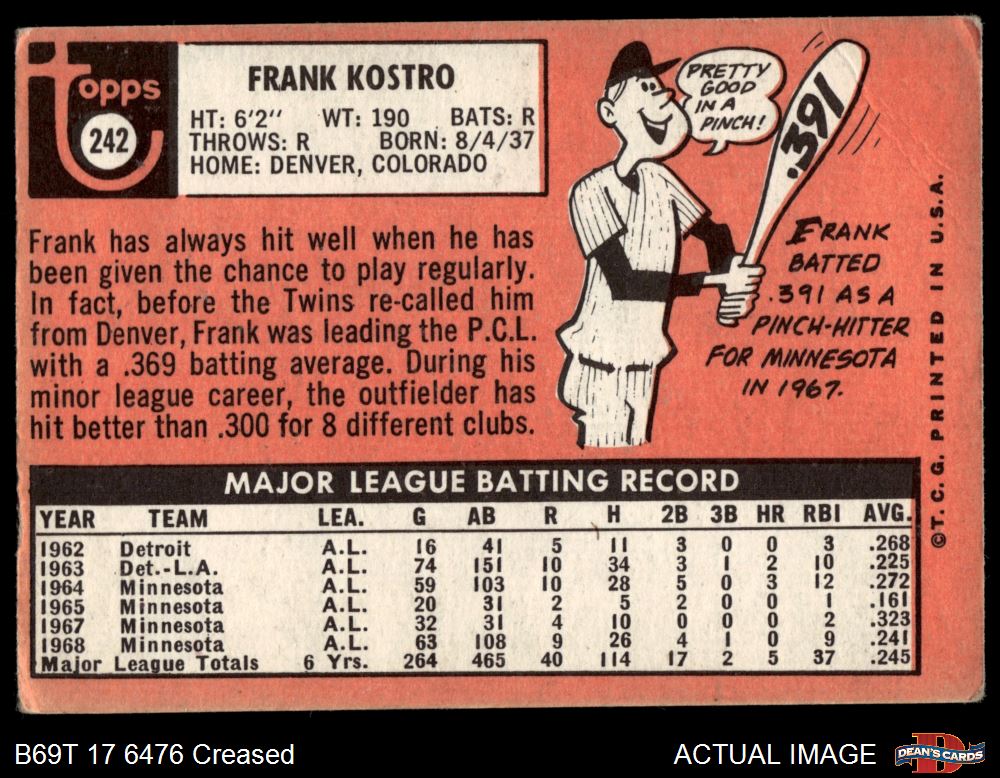 topps
242
FRANK KOSTRO
HT: 6'2" WT: 190 BATS: R
THROWS: R BORN: 8/4/37
HOME: DENVER, COLORADO
PRETTY
GOOD
IN A
PINCH!
.391
Frank has always hit well when he has
been given the chance to play regularly.
In fact, before the Twins re-called him
from Denver, Frank was leading the P.C.L.
with a .369 batting average. During his
minor league career, the outfielder has
hit better than .300 for 8 different clubs.
FRANK
BATTED
.391 AS A
PINCH-HITTER
FOR MINNESOTA
IN 1967.
©T. C. G. PRINTED IN U.S.A.
MAJOR LEAGUE BATTING RECORD
YEAR TEAM LEA. G AB R H 2B 3B HR RBI AVG.
1962 Detroit A.L. 16 41 5 11 3 0 0 3 .268
1963 Det.-L.A. A.L. 74 151 10 34 3 1 2 10 .225
1964 Minnesota A.L. 59 103 10 28 5 0 3 12 .272
1965 Minnesota A.L. 20 31 2 5 2 0 0 1 .161
1967 Minnesota A.L. 32 31 4 10 0 0 0 2 .323
1968 Minnesota A.L. 63 108 9 26 4 1 0 9 .241
Major League Totals 6 Yrs. 264 465 40 114 17 2 5 37 .245
B69T 17 6476 Creased
ACTUAL IMAGE
DEAN'S CARDS